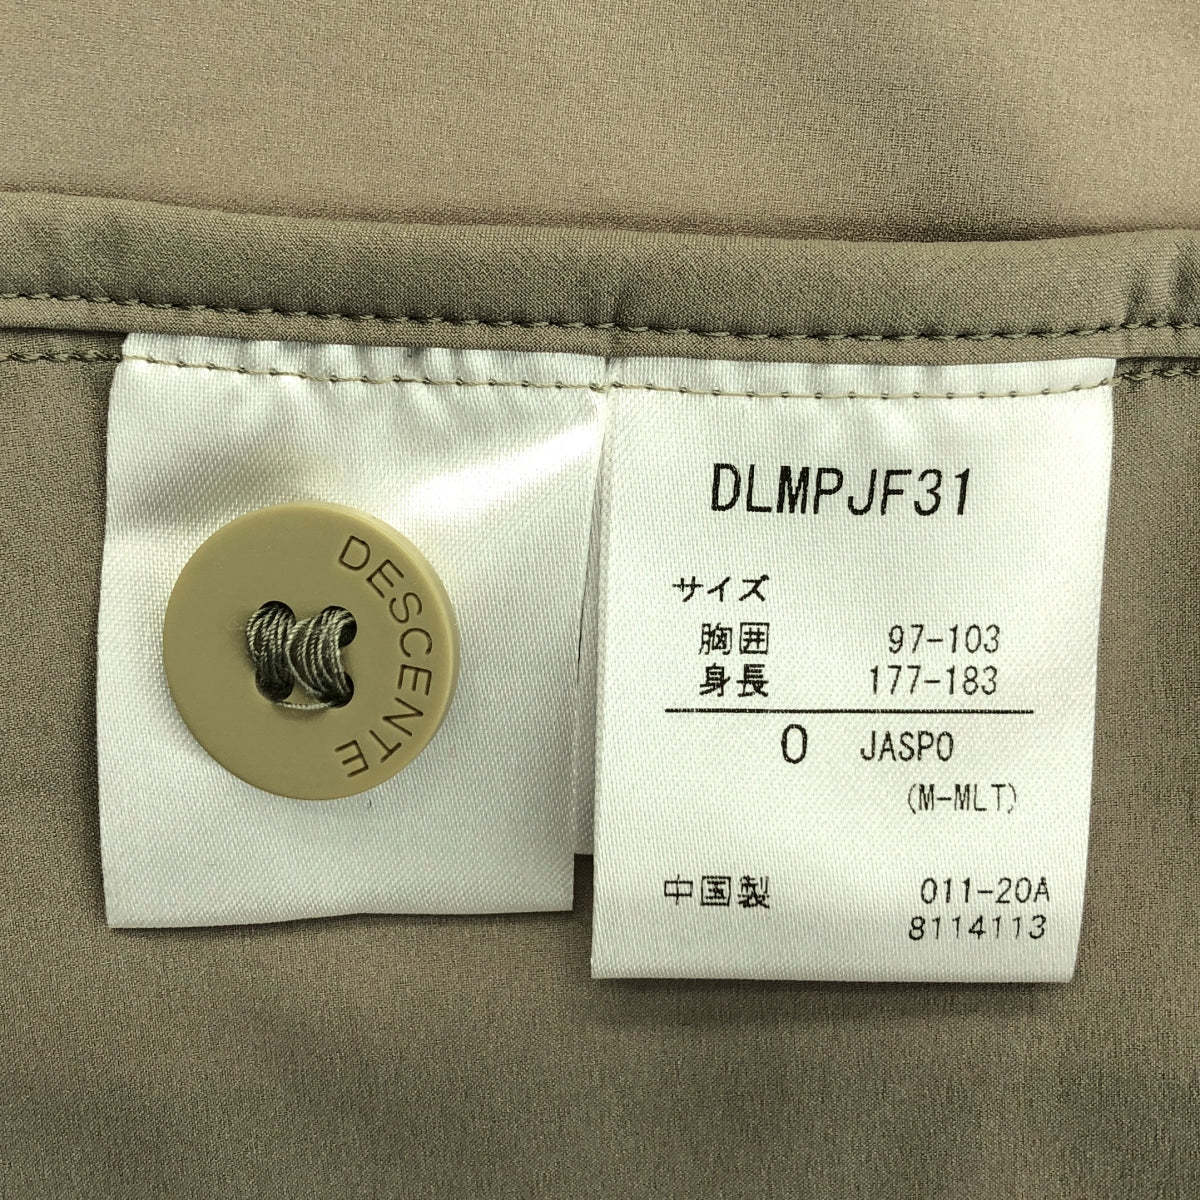 DESCENTE
DLMPJF31
サイズ
胸囲 97-103
身長 177-183
O JASPO
(M-MLT)
中国製 011-20A
8114113